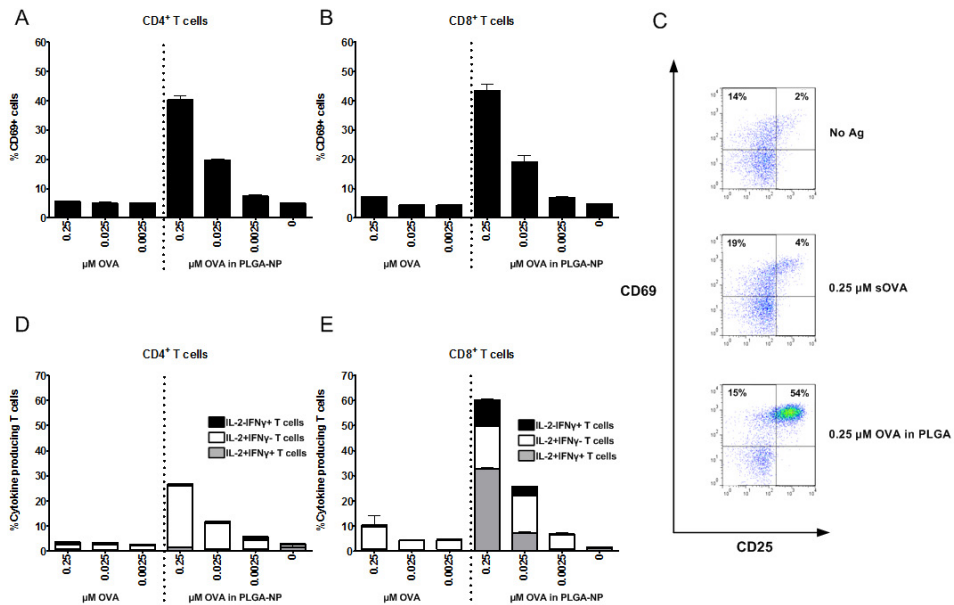 A
CD4+ T cells
%CD69+ cells
60
50
40
30
20
10
0
0.25
0.025
0.0025
0.25
0.025
0.0025
0
µM OVA
µM OVA in PLGA-NP
B
CD8+ T cells
%CD69+ cells
60
50
40
30
20
10
0
0.25
0.025
0.0025
0.25
0.025
0.0025
0
µM OVA
µM OVA in PLGA-NP
C
CD69
14%
2%
No Ag
19%
4%
0.25 µM sOVA
15%
54%
0.25 µM OVA in PLGA
CD25
D
CD4+ T cells
%Cytokine producing T cells
70
60
50
40
30
20
10
0
IL-2-IFNγ+ T cells
IL-2+IFNγ- T cells
IL-2+IFNγ+ T cells
0.25
0.025
0.0025
0.25
0.025
0.0025
0
µM OVA
µM OVA in PLGA-NP
E
CD8+ T cells
%Cytokine producing T cells
70
60
50
40
30
20
10
0
IL-2-IFNγ+ T cells
IL-2+IFNγ- T cells
IL-2+IFNγ+ T cells
0.25
0.025
0.0025
0.25
0.025
0.0025
0
µM OVA
µM OVA in PLGA-NP